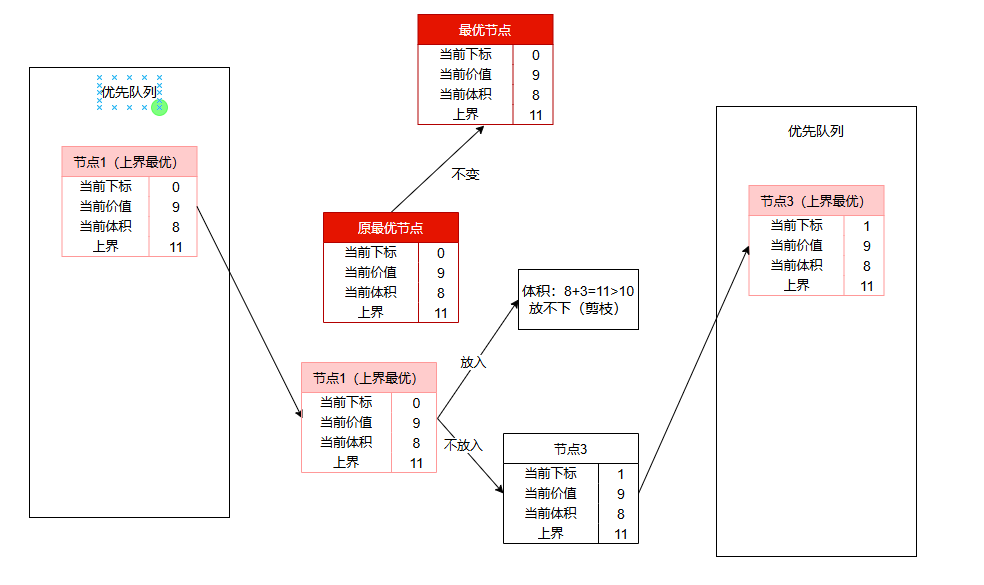 优先队列
节点1（上界最优）
当前下标 0
当前价值 9
当前体积 8
上界 11
最优节点
当前下标 0
当前价值 9
当前体积 8
上界 11
不变
原最优节点
当前下标 0
当前价值 9
当前体积 8
上界 11
节点1（上界最优）
当前下标 0
当前价值 9
当前体积 8
上界 11
放入
体积：8+3=11>10
放不下（剪枝）
不放入
节点3
当前下标 1
当前价值 9
当前体积 8
上界 11
优先队列
节点3（上界最优）
当前下标 1
当前价值 9
当前体积 8
上界 11